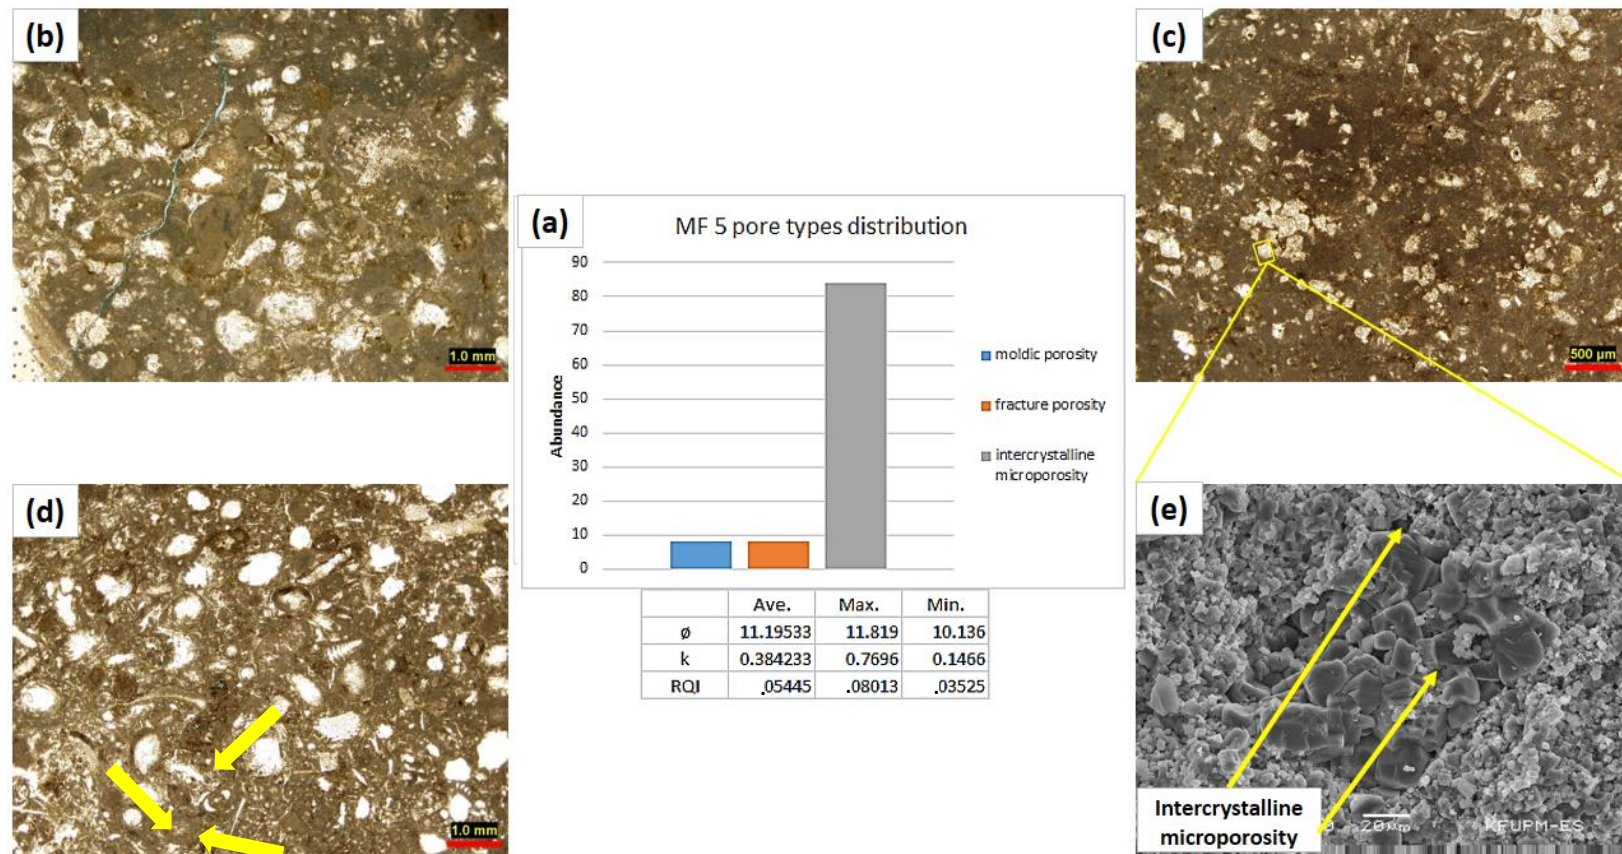 (b)
1.0 mm
(c)
500 µm
(a)
MF 5 pore types distribution
90
80
70
60
50
40
30
20
10
0
Abundance
moldic porosity
fracture porosity
intercrystalline
microporosity
Ave. Max. Min.
ø 11.19533 11.819 10.136
k 0.384233 0.7696 0.1466
RQI .05445 .08013 .03525
(d)
1.0 mm
(e)
Intercrystalline
microporosity
20µm KFUPM-ES